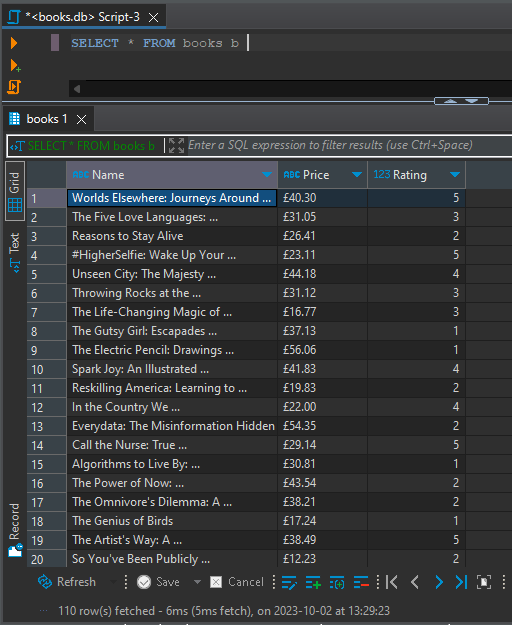 *<books.db> Script-3
SELECT * FROM books b
books 1
SELECT * FROM books b Enter a SQL expression to filter results (use Ctrl+Space)
Grid
Text
Record
ABC Name ABC Price 123 Rating
1 Worlds Elsewhere: Journeys Around ... £40.30 5
2 The Five Love Languages: ... £31.05 3
3 Reasons to Stay Alive £26.41 2
4 #HigherSelfie: Wake Up Your ... £23.11 5
5 Unseen City: The Majesty ... £44.18 4
6 Throwing Rocks at the ... £31.12 3
7 The Life-Changing Magic of ... £16.77 3
8 The Gutsy Girl: Escapades ... £37.13 1
9 The Electric Pencil: Drawings ... £56.06 1
10 Spark Joy: An Illustrated ... £41.83 4
11 Reskilling America: Learning to ... £19.83 2
12 In the Country We ... £22.00 4
13 Everydata: The Misinformation Hidden £54.35 2
14 Call the Nurse: True ... £29.14 5
15 Algorithms to Live By: ... £30.81 1
16 The Power of Now: ... £43.54 2
17 The Omnivore's Dilemma: A ... £38.21 2
18 The Genius of Birds £17.24 1
19 The Artist's Way: A ... £38.49 5
20 So You've Been Publicly ... £12.23 2
Refresh Save Cancel
110 row(s) fetched - 6ms (5ms fetch), on 2023-10-02 at 13:29:23